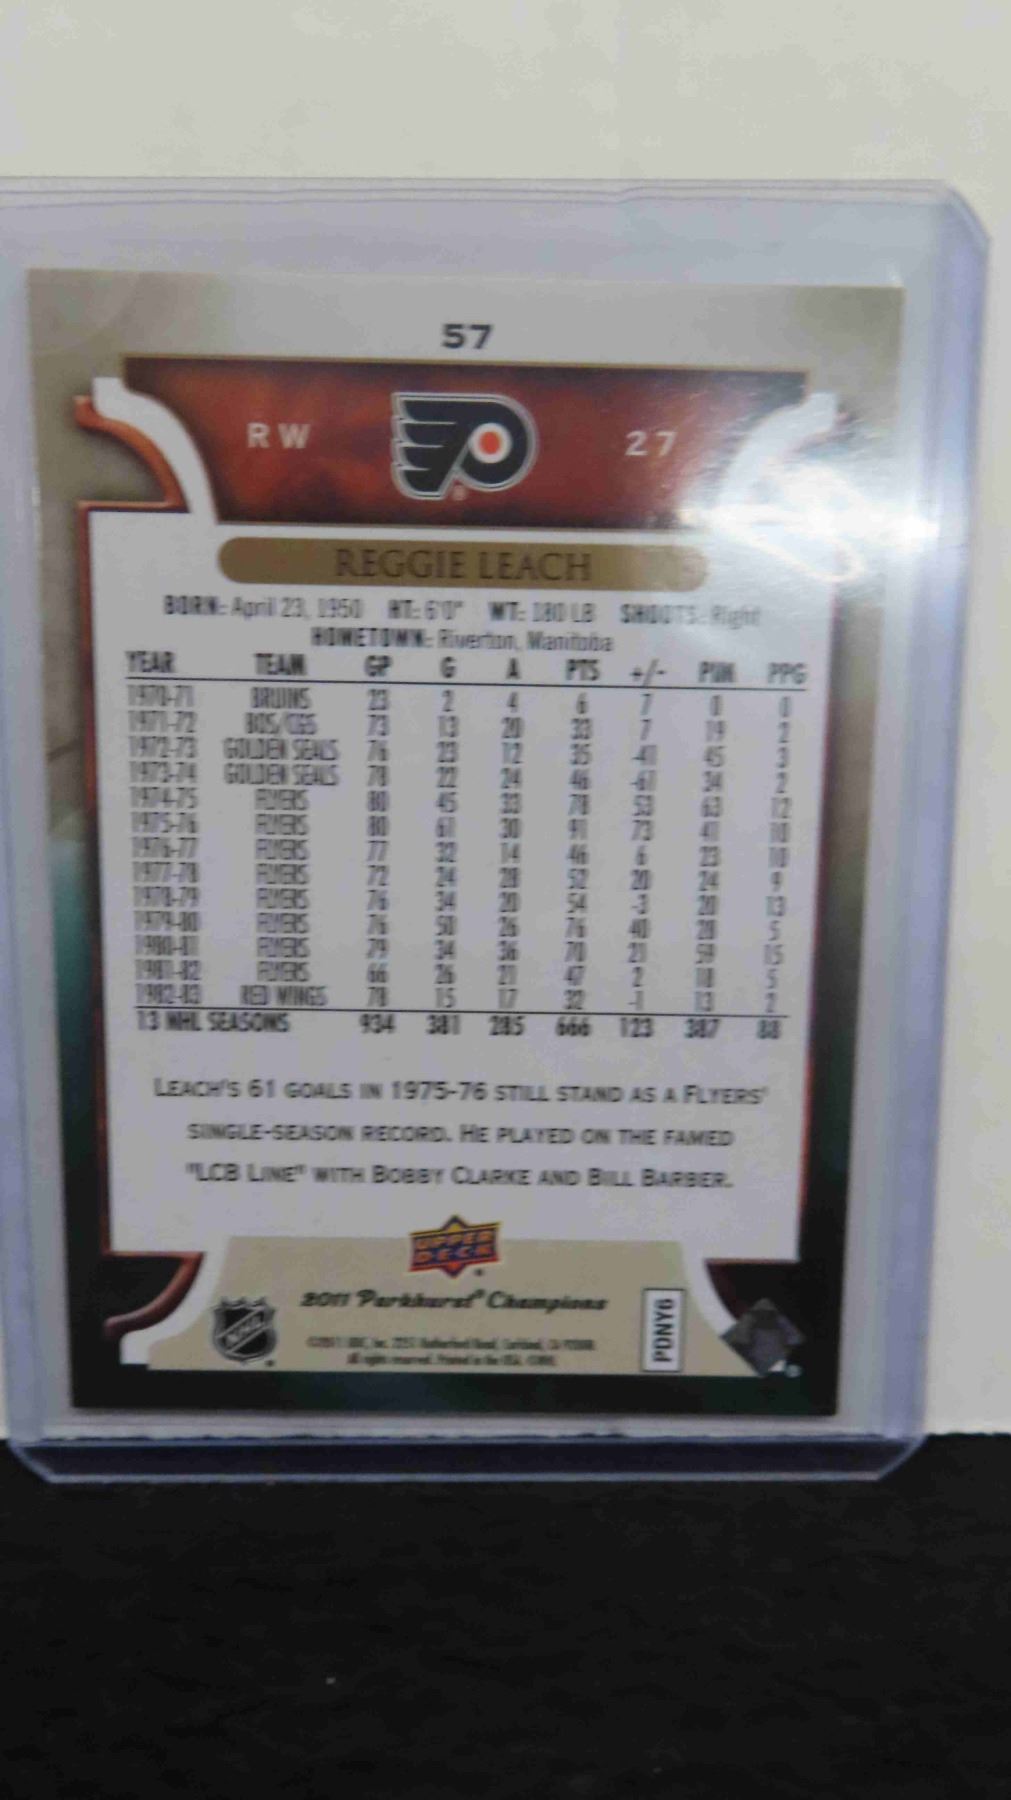 57
RW 27
REGGIE LEACH
BORN: April 23, 1950 HT: 6'0" WT: 180 LB SHOOTS: Right
HOMETOWN: Riverton, Manitoba
YEAR TEAM GP G A PTS +/- PIM PPG
1970-71 BRUINS 23 2 4 6 7 0 0
1971-72 BOS/CGS 73 13 20 33 7 19 2
1972-73 GOLDEN SEALS 76 23 12 35 -41 45 3
1973-74 GOLDEN SEALS 78 22 24 46 -61 34 2
1974-75 FLYERS 80 45 33 78 53 63 12
1975-76 FLYERS 80 61 30 91 73 41 10
1976-77 FLYERS 77 32 14 46 6 23 10
1977-78 FLYERS 72 24 28 52 20 24 9
1978-79 FLYERS 76 34 20 54 -3 20 13
1979-80 FLYERS 76 50 26 76 40 28 5
1980-81 FLYERS 79 34 36 70 21 59 15
1981-82 FLYERS 66 26 21 47 2 18 5
1982-83 RED WINGS 78 15 17 32 -1 13 2
13 NHL SEASONS 934 381 285 666 123 387 88
LEACH'S 61 GOALS IN 1975-76 STILL STAND AS A FLYERS'
SINGLE-SEASON RECORD. HE PLAYED ON THE FAMED
"LCB LINE" WITH BOBBY CLARKE AND BILL BARBER.
UPPER
DECK
2011 Parkhurst® Champions
NHL
All rights reserved. Printed in the USA.
PDNY6